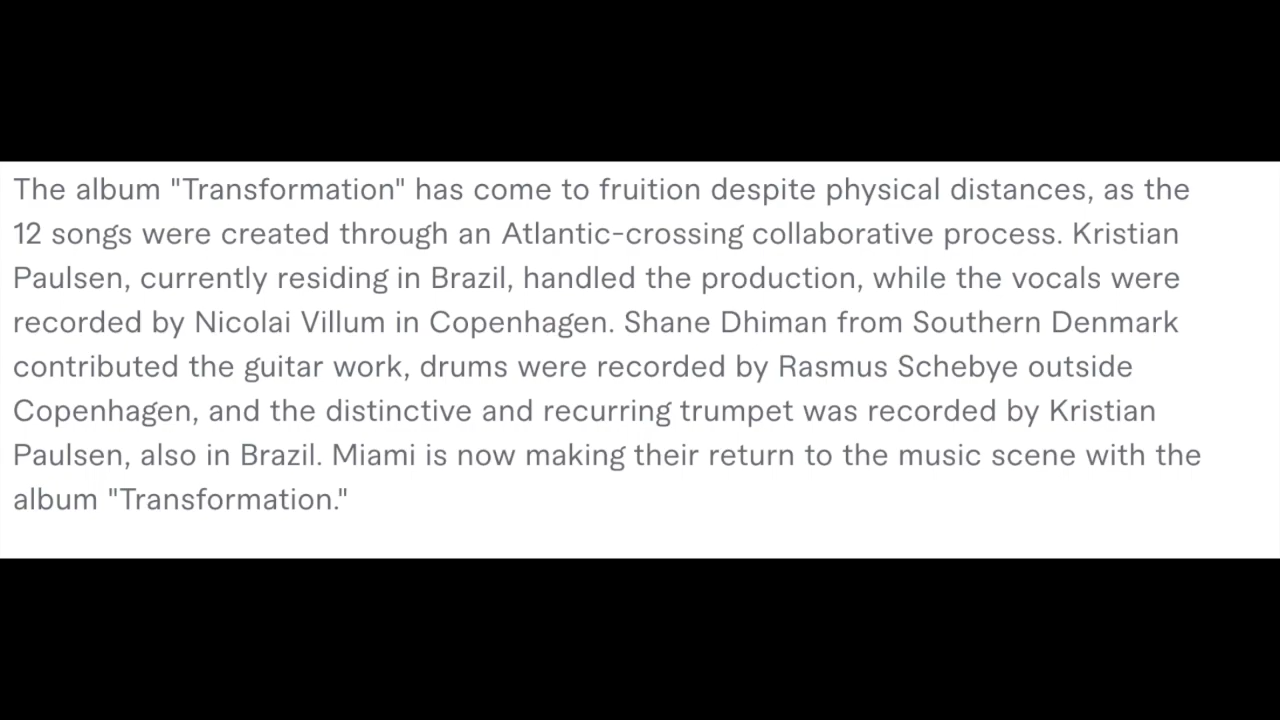 The album "Transformation" has come to fruition despite physical distances, as the
12 songs were created through an Atlantic-crossing collaborative process. Kristian
Paulsen, currently residing in Brazil, handled the production, while the vocals were
recorded by Nicolai Villum in Copenhagen. Shane Dhiman from Southern Denmark
contributed the guitar work, drums were recorded by Rasmus Schebye outside
Copenhagen, and the distinctive and recurring trumpet was recorded by Kristian
Paulsen, also in Brazil. Miami is now making their return to the music scene with the
album "Transformation."